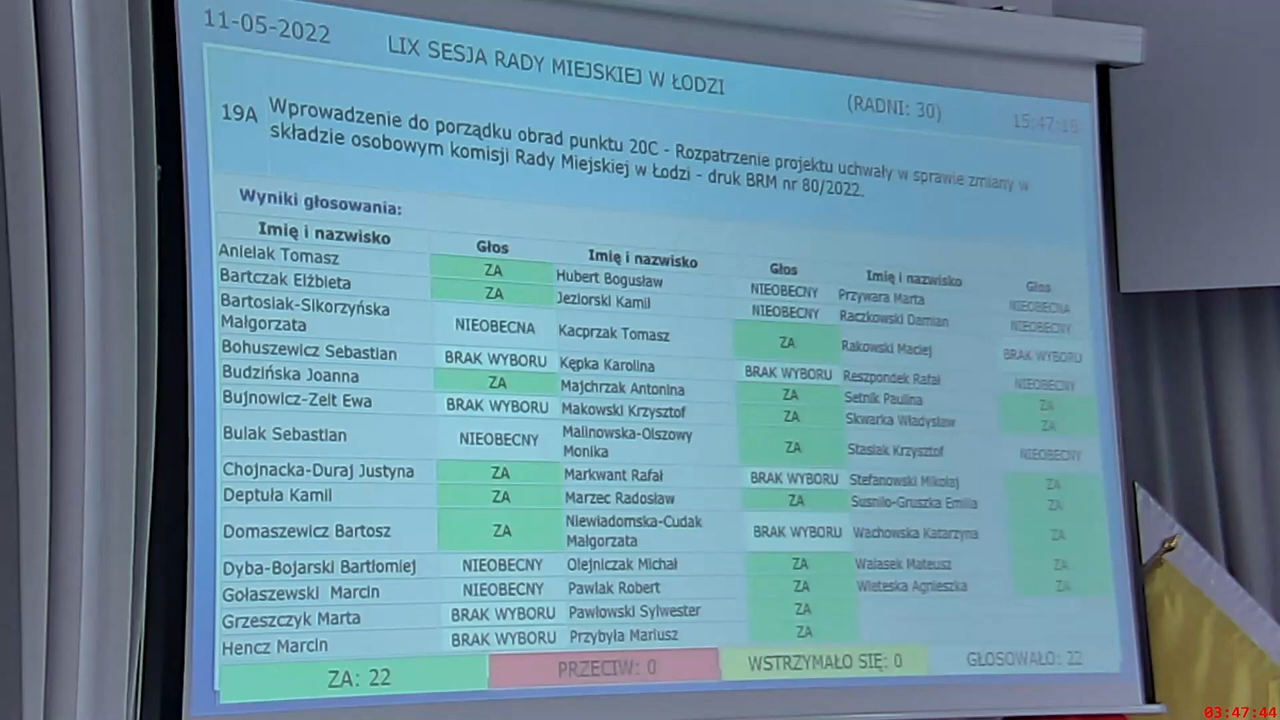 11-05-2022
LIX SESJA RADY MIEJSKIEJ W ŁODZI
(RADNI: 30)
15:47:15
19A
Wprowadzenie do porządku obrad punktu 20C - Rozpatrzenie projektu uchwały w sprawie zmiany w
składzie osobowym komisji Rady Miejskiej w Łodzi - druk BRM nr 80/2022.
Wyniki głosowania:
Imię i nazwisko Głos Imię i nazwisko Głos Imię i nazwisko Głos
Anielak Tomasz ZA Hubert Bogusław NIEOBECNY Przywara Marta NIEOBECNA
Bartczak Elżbieta ZA Jeziorski Kamil NIEOBECNY Raczkowski Damian NIEOBECNY
Bartosiak-Sikorzyńska
Małgorzata NIEOBECNA Kacprzak Tomasz ZA Rakowski Maciej BRAK WYBORU
Bohuszewicz Sebastian BRAK WYBORU Kępka Karolina BRAK WYBORU Reszpondek Rafał NIEOBECNY
Budzińska Joanna ZA Majchrzak Antonina ZA Setnik Paulina ZA
Bujnowicz-Zelt Ewa BRAK WYBORU Makowski Krzysztof ZA Skwarka Władysław ZA
Bulak Sebastian NIEOBECNY Malinowska-Olszowy
Monika ZA Stasiak Krzysztof NIEOBECNY
Chojnacka-Duraj Justyna ZA Markwant Rafał BRAK WYBORU Stefanowski Mikołaj ZA
Deptuła Kamil ZA Marzec Radosław ZA Susniło-Gruszka Emilia ZA
Domaszewicz Bartosz ZA Niewiadomska-Cudak
Małgorzata BRAK WYBORU Wachowska Katarzyna ZA
Dyba-Bojarski Bartłomiej NIEOBECNY Olejniczak Michał ZA Walasek Mateusz ZA
Gołaszewski Marcin NIEOBECNY Pawlak Robert ZA Wieteska Agnieszka ZA
Grzeszczyk Marta BRAK WYBORU Pawłowski Sylwester ZA
Hencz Marcin BRAK WYBORU Przybyła Mariusz ZA
ZA: 22 PRZECIW: 0 WSTRZYMAŁO SIĘ: 0 GŁOSOWAŁO: 22
03:47:44